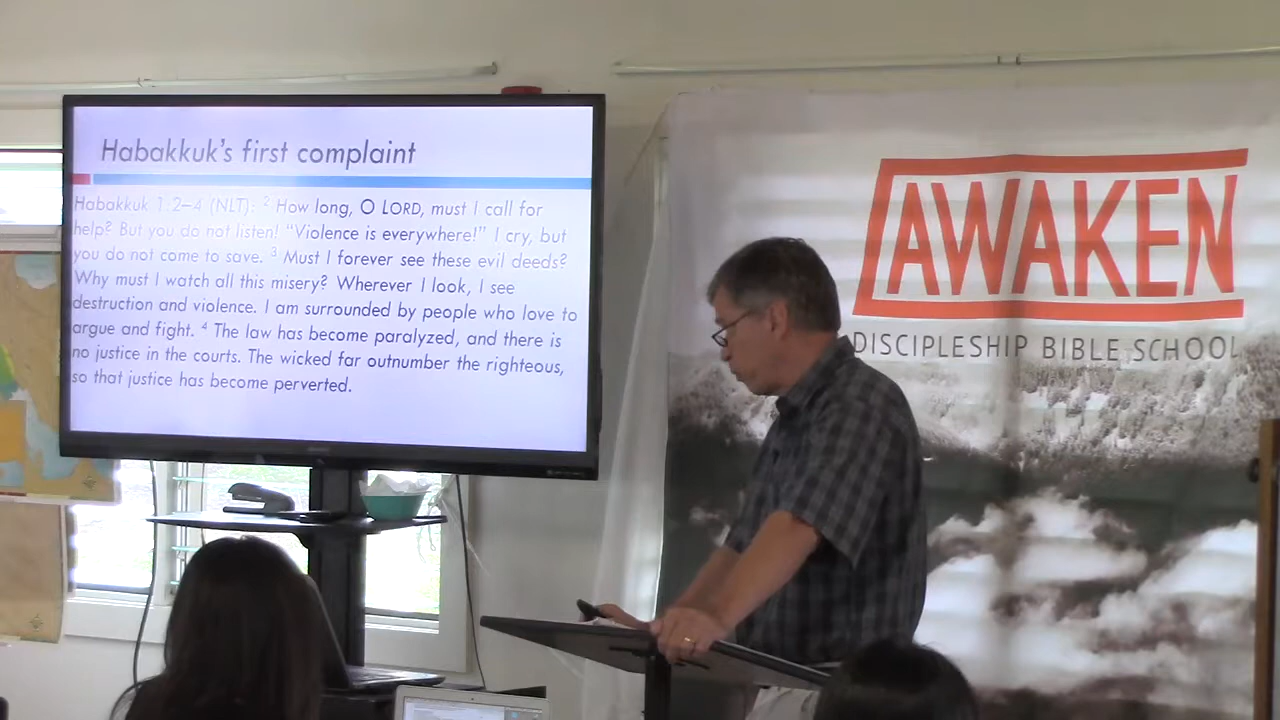 Habakkuk's first complaint
Habakkuk 1:2–4 (NLT): 2 How long, O LORD, must I call for
help? But you do not listen! "Violence is everywhere!" I cry, but
you do not come to save. 3 Must I forever see these evil deeds?
Why must I watch all this misery? Wherever I look, I see
destruction and violence. I am surrounded by people who love to
argue and fight. 4 The law has become paralyzed, and there is
no justice in the courts. The wicked far outnumber the righteous,
so that justice has become perverted.
AWAKEN
DISCIPLESHIP BIBLE SCHOOL